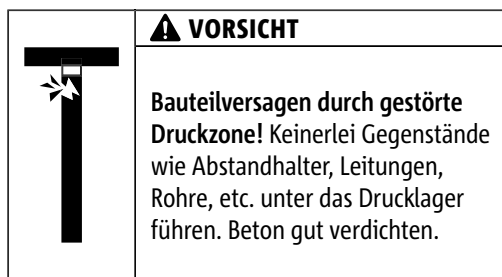 VORSICHT
Bauteilversagen durch gestörte
Druckzone! Keinerlei Gegenstände
wie Abstandhalter, Leitungen,
Rohre, etc. unter das Drucklager
führen. Beton gut verdichten.